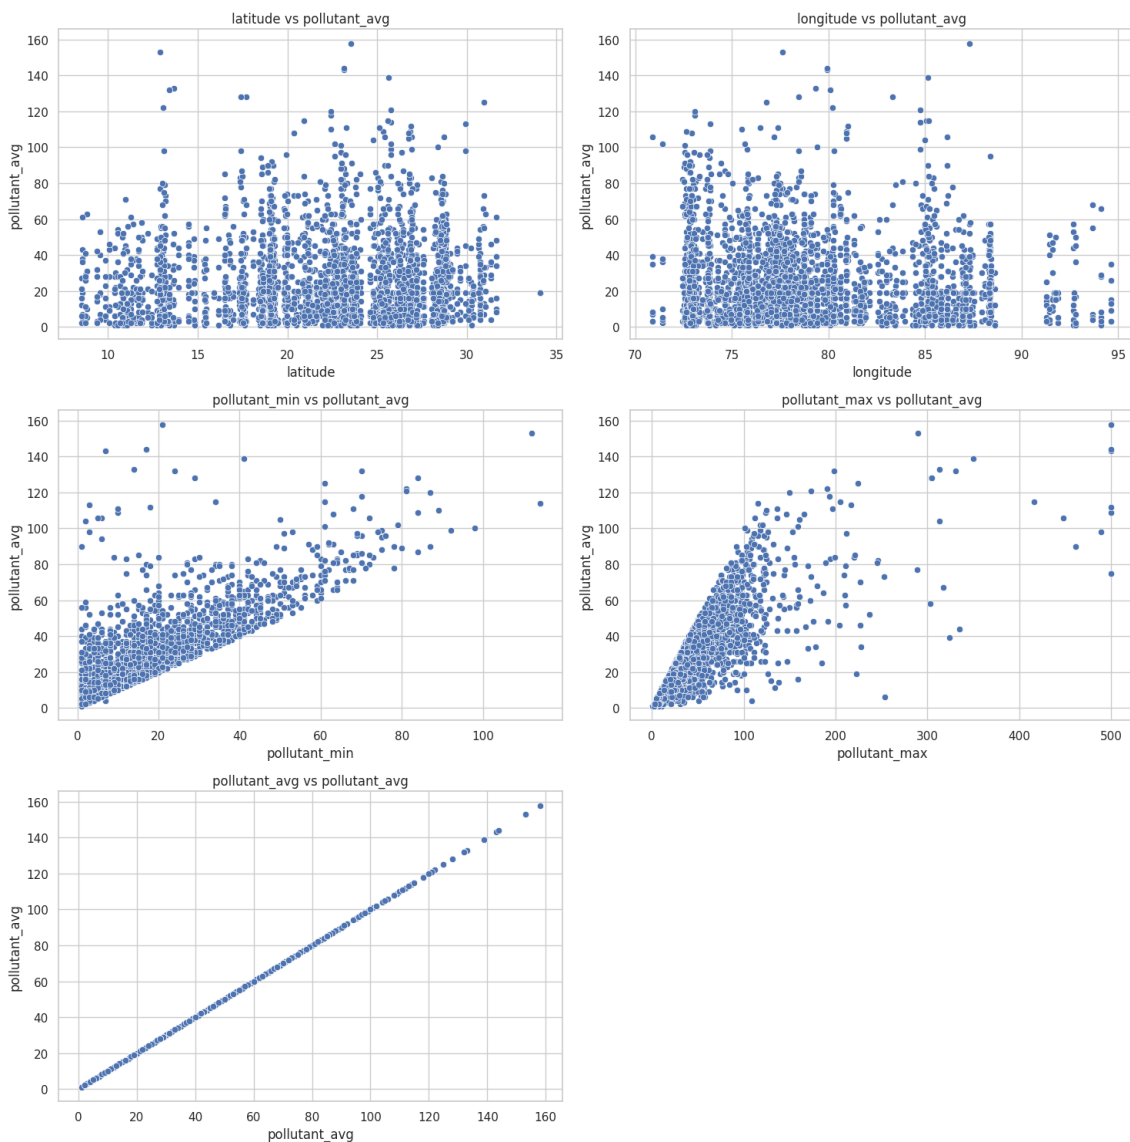 latitude vs pollutant_avg
160
140
120
100
80
60
40
20
0
pollutant_avg
10 15 20 25 30 35
latitude
longitude vs pollutant_avg
160
140
120
100
80
60
40
20
0
pollutant_avg
70 75 80 85 90 95
longitude
pollutant_min vs pollutant_avg
160
140
120
100
80
60
40
20
0
pollutant_avg
0 20 40 60 80 100
pollutant_min
pollutant_max vs pollutant_avg
160
140
120
100
80
60
40
20
0
pollutant_avg
0 100 200 300 400 500
pollutant_max
pollutant_avg vs pollutant_avg
160
140
120
100
80
60
40
20
0
pollutant_avg
0 20 40 60 80 100 120 140 160
pollutant_avg